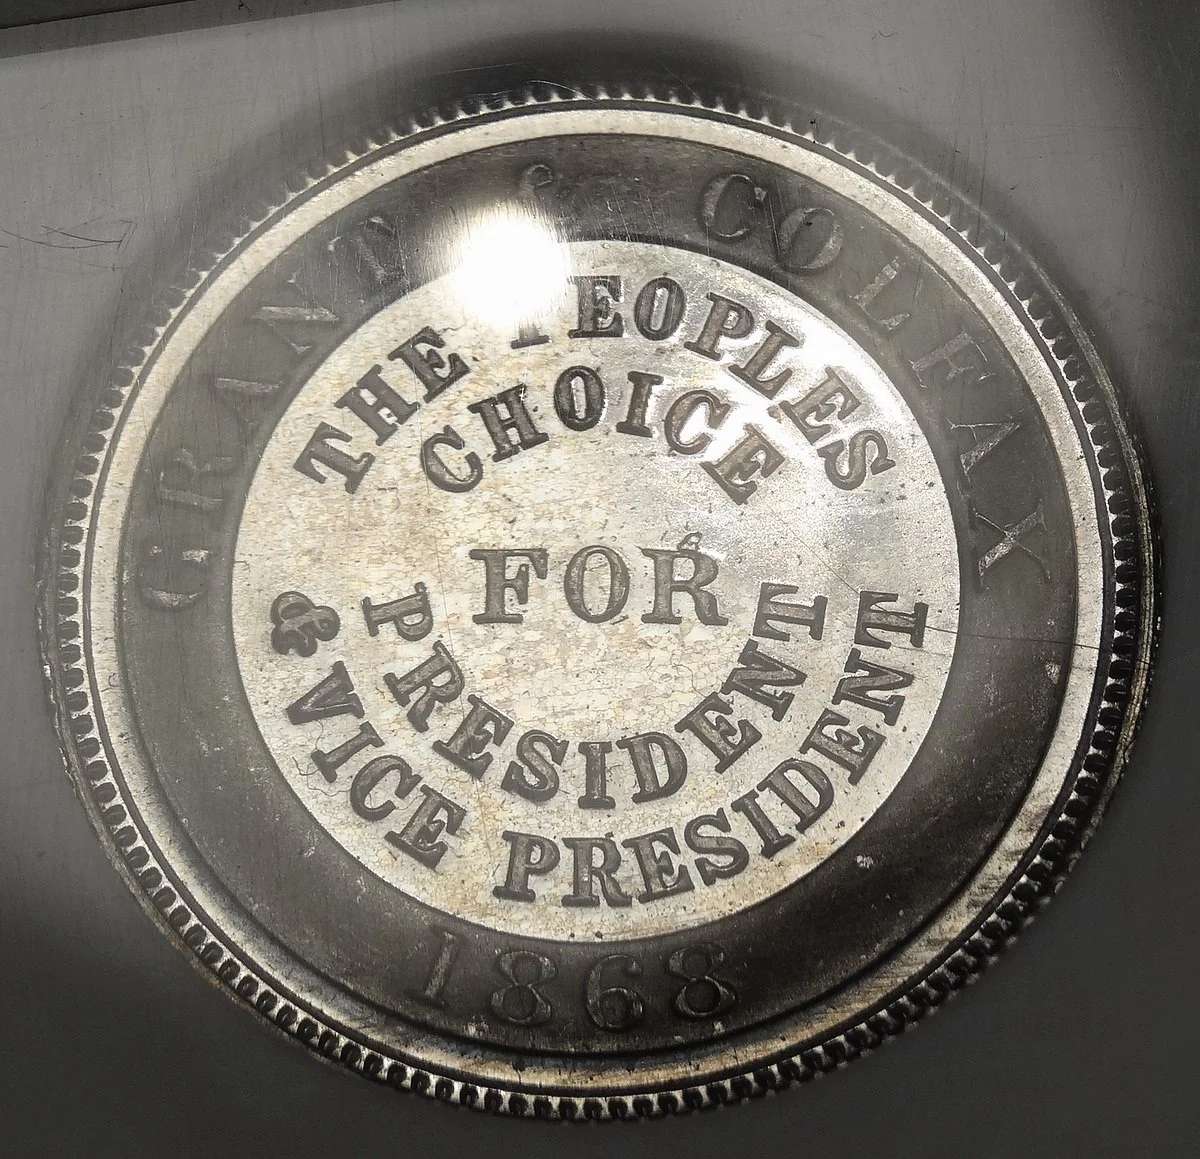 GRANT & COLFAX
THE PEOPLES
CHOICE
FOR
PRESIDENT
& VICE PRESIDENT
1868